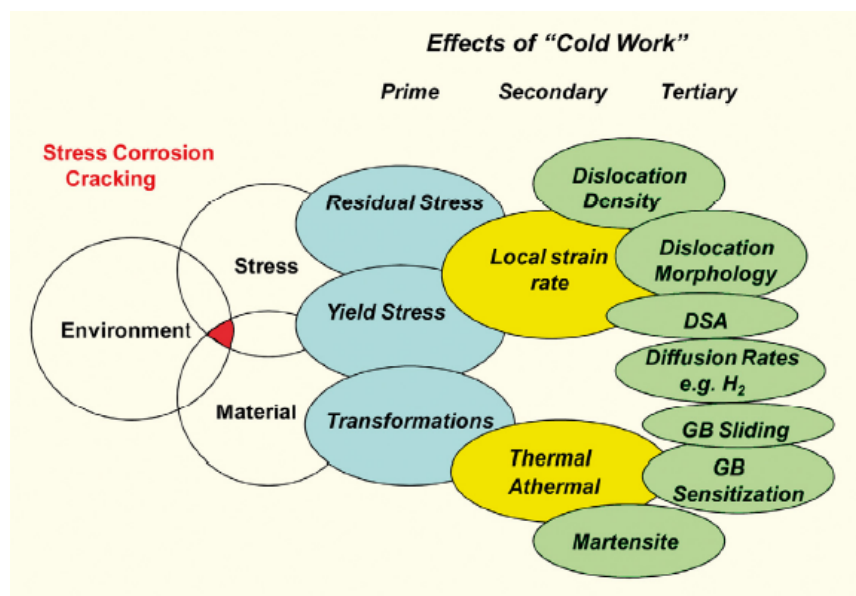 Effects of “Cold Work”
Prime Secondary Tertiary
Stress Corrosion
Cracking
Environment
Stress
Material
Residual Stress
Yield Stress
Transformations
Local strain
rate
Thermal
Athermal
Dislocation
Density
Dislocation
Morphology
DSA
Diffusion Rates
e.g. H₂
GB Sliding
GB
Sensitization
Martensite